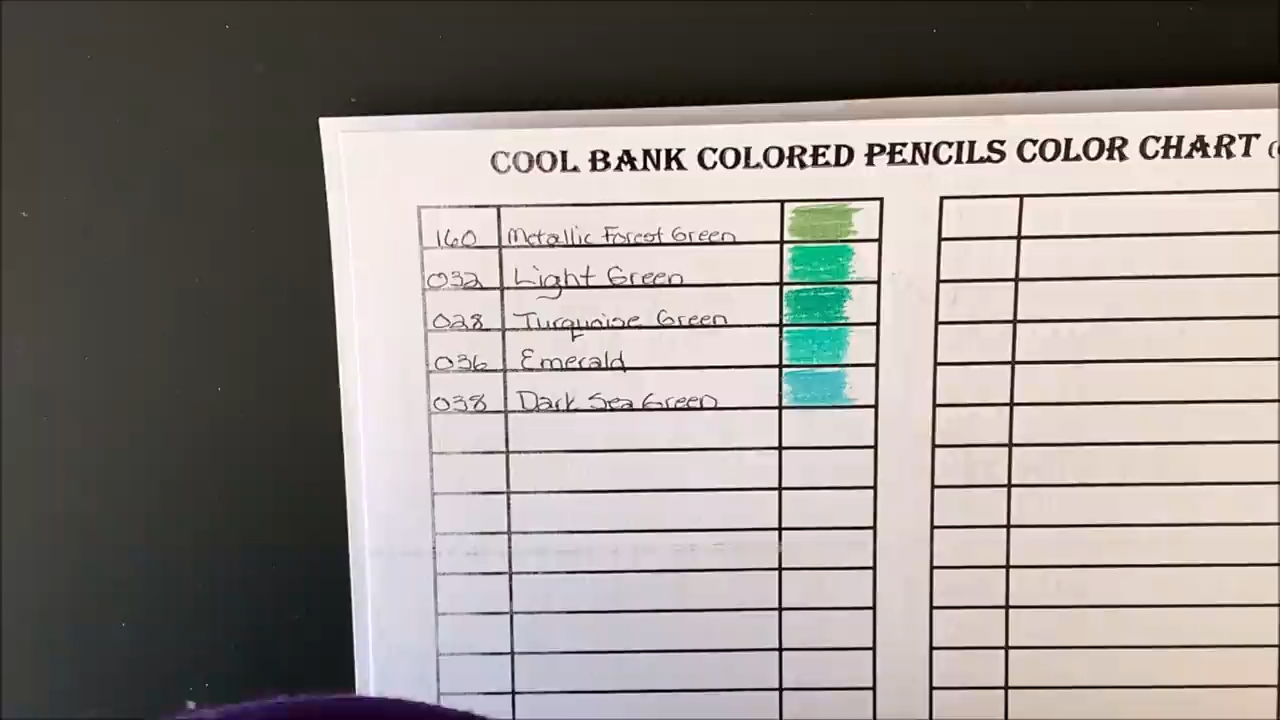 COOL BANK COLORED PENCILS COLOR CHART (
160 Metallic Forest Green
032 Light Green
028 Turquoise Green
036 Emerald
038 Dark Sea Green